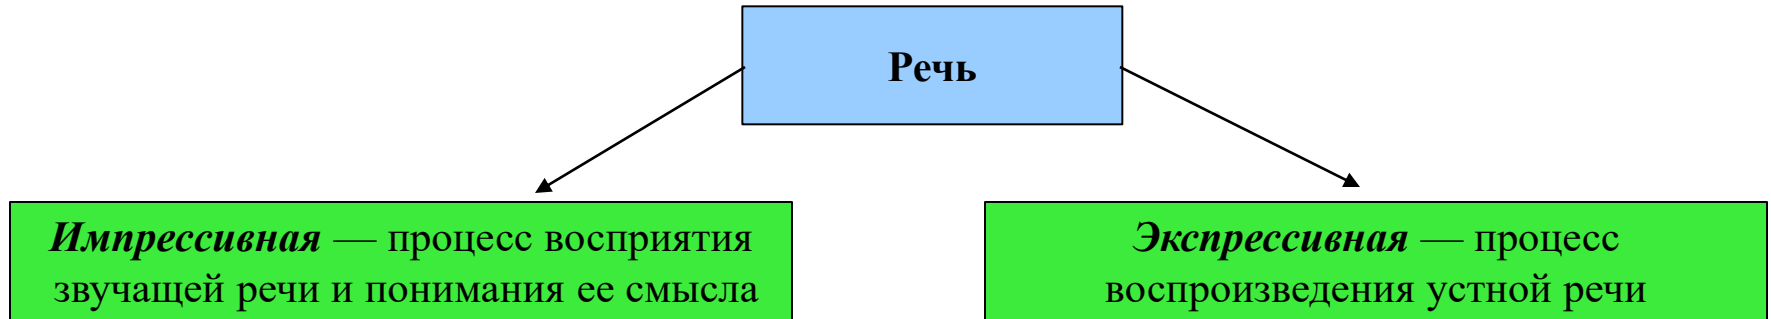 Речь
Импрессивная — процесс восприятия
звучащей речи и понимания ее смысла
Экспрессивная — процесс
воспроизведения устной речи